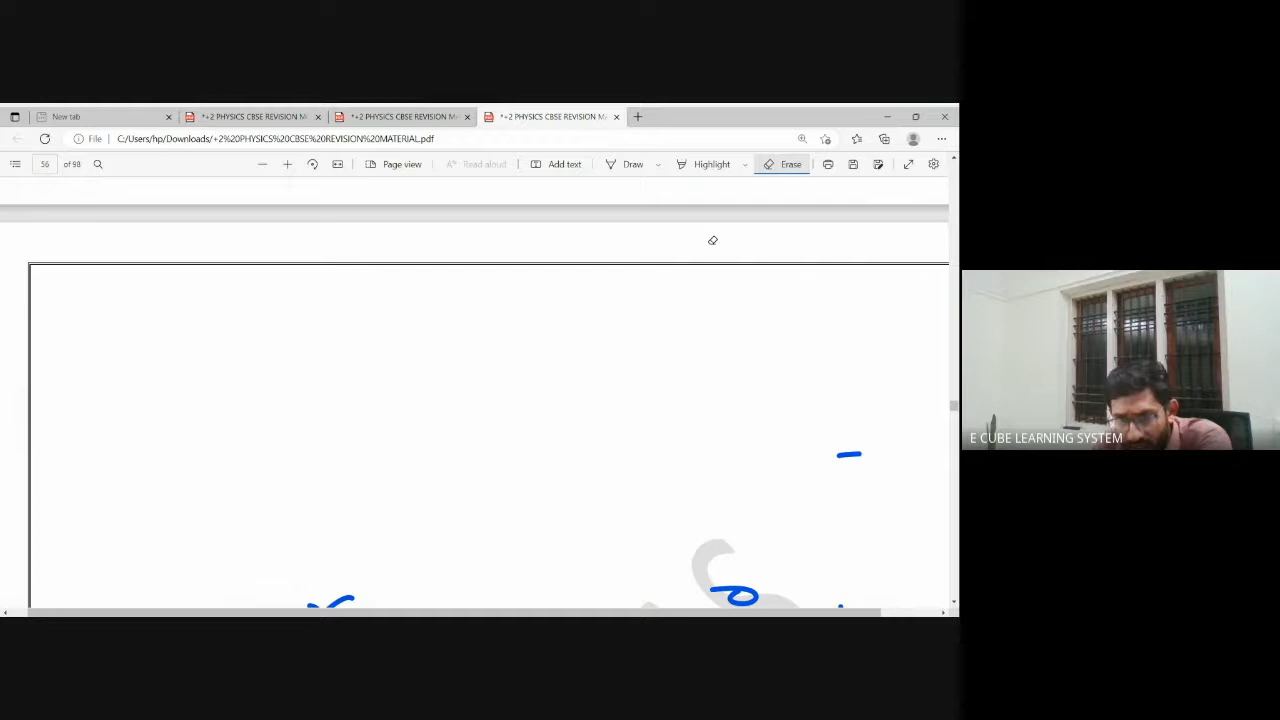 New tab
*+2 PHYSICS CBSE REVISION M
*+2 PHYSICS CBSE REVISION M
*+2 PHYSICS CBSE REVISION M
File
C:/Users/hp/Downloads/+2%20PHYSICS%20CBSE%20REVISION%20MATERIAL.pdf
56 of 98
Page view
Read aloud
Add text
Draw
Highlight
Erase
E CUBE LEARNING SYSTEM